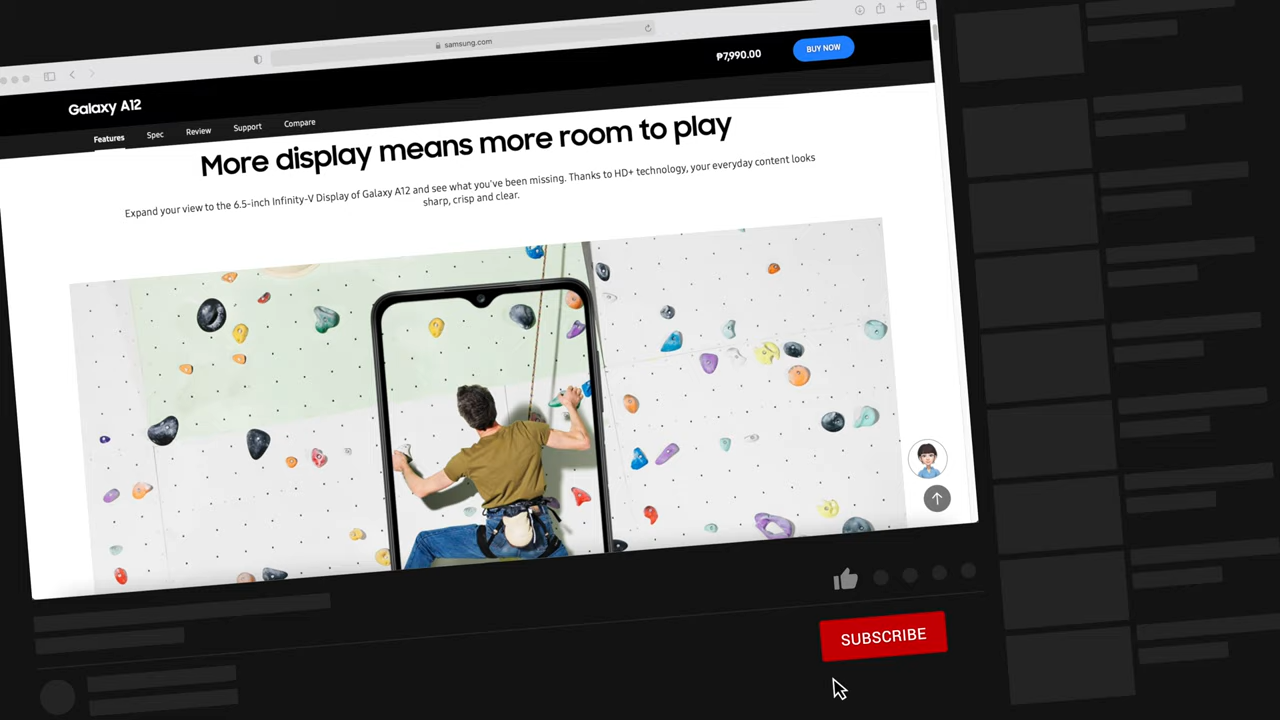 samsung.com
Galaxy A12
₱7,990.00
BUY NOW
Features Spec Review Support Compare
More display means more room to play
Expand your view to the 6.5-inch Infinity-V Display of Galaxy A12 and see what you've been missing. Thanks to HD+ technology, your everyday content looks
sharp, crisp and clear.
SUBSCRIBE